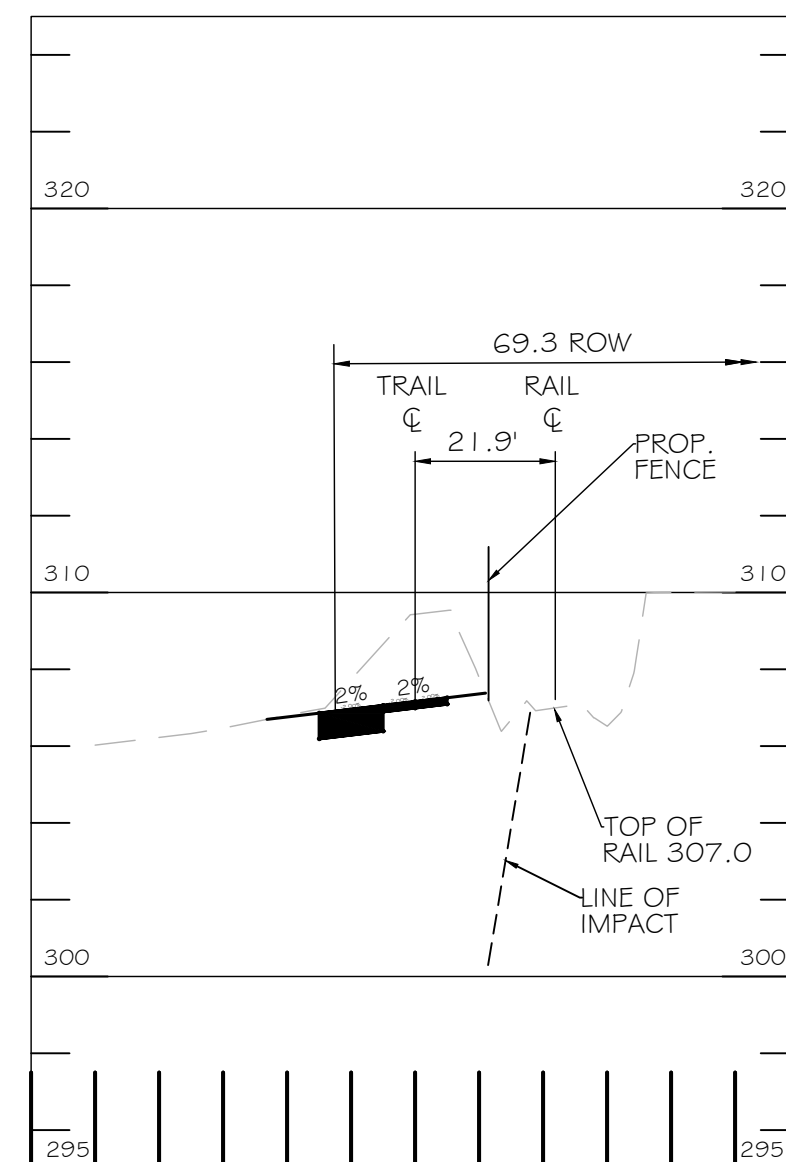 320 320
69.3 ROW
TRAIL RAIL
℄ ℄
21.9'
PROP.
FENCE
310 310
2% 2%
TOP OF
RAIL 307.0
LINE OF
IMPACT
300 300
295 295